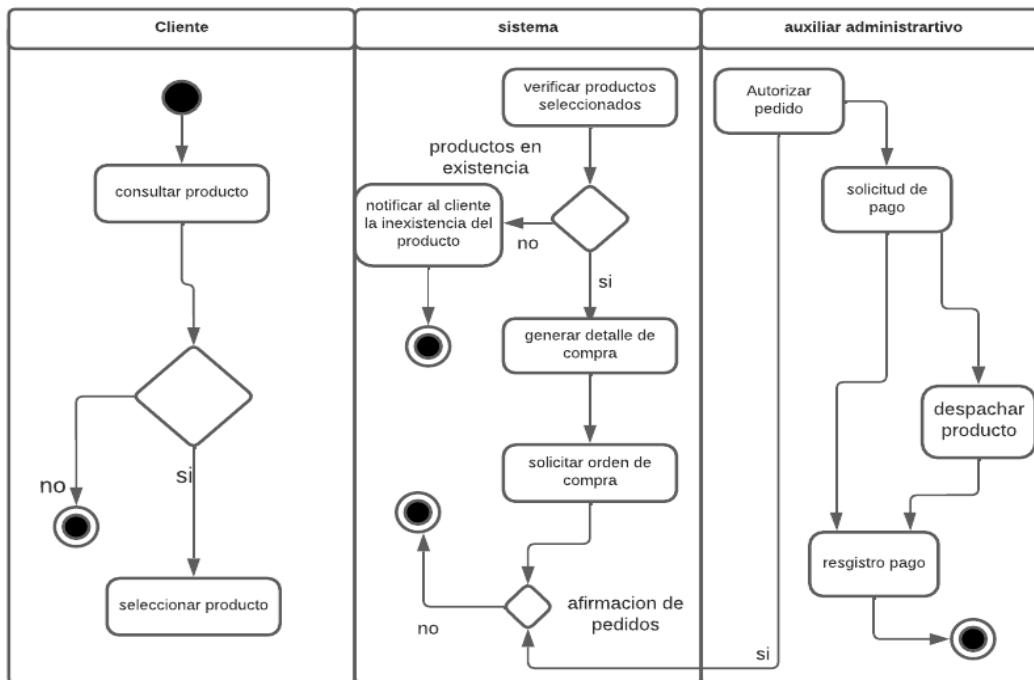 Cliente
sistema
auxiliar administrartivo
consultar producto
no
si
seleccionar producto
verificar productos
seleccionados
productos en
existencia
notificar al cliente
la inexistencia del
producto
no
si
generar detalle de
compra
solicitar orden de
compra
afirmacion de
pedidos
no
si
Autorizar
pedido
solicitud de
pago
despachar
producto
resgistro pago